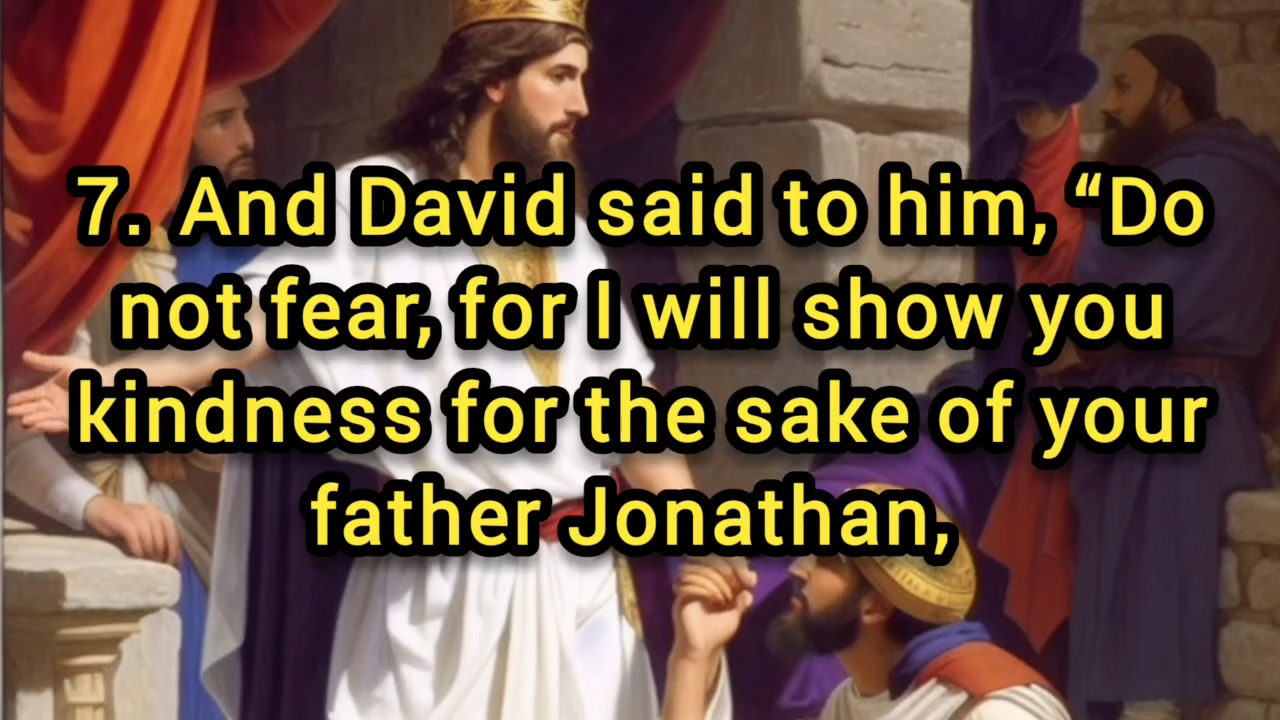 7. And David said to him, “Do
not fear, for I will show you
kindness for the sake of your
father Jonathan,